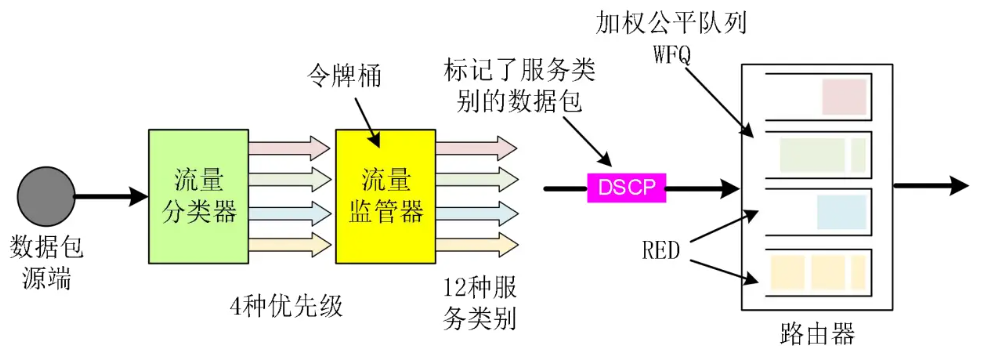 加权公平队列
WFQ
令牌桶
标记了服务类
别的数据包
流量
分类器
流量
监管器
DSCP
数据包
源端
RED
4种优先级
12种服
务类别
路由器